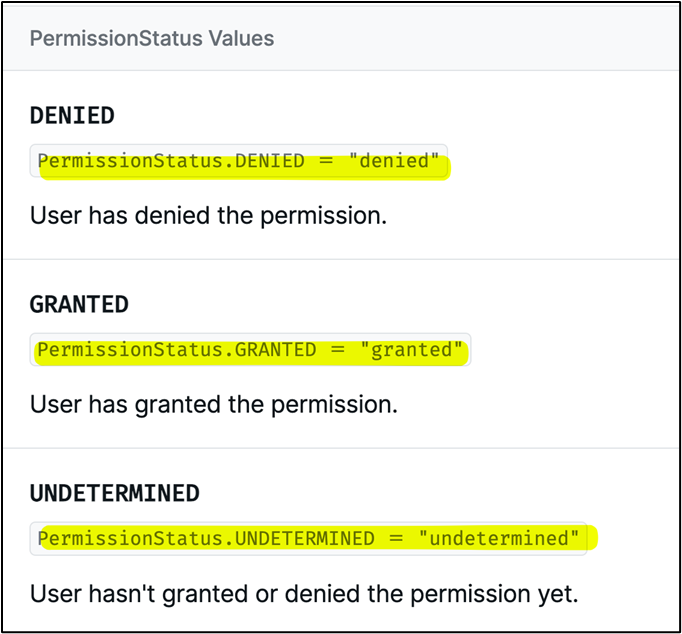 PermissionStatus Values
DENIED
PermissionStatus.DENIED = "denied"
User has denied the permission.
GRANTED
PermissionStatus.GRANTED = "granted"
User has granted the permission.
UNDETERMINED
PermissionStatus.UNDETERMINED = "undetermined"
User hasn't granted or denied the permission yet.